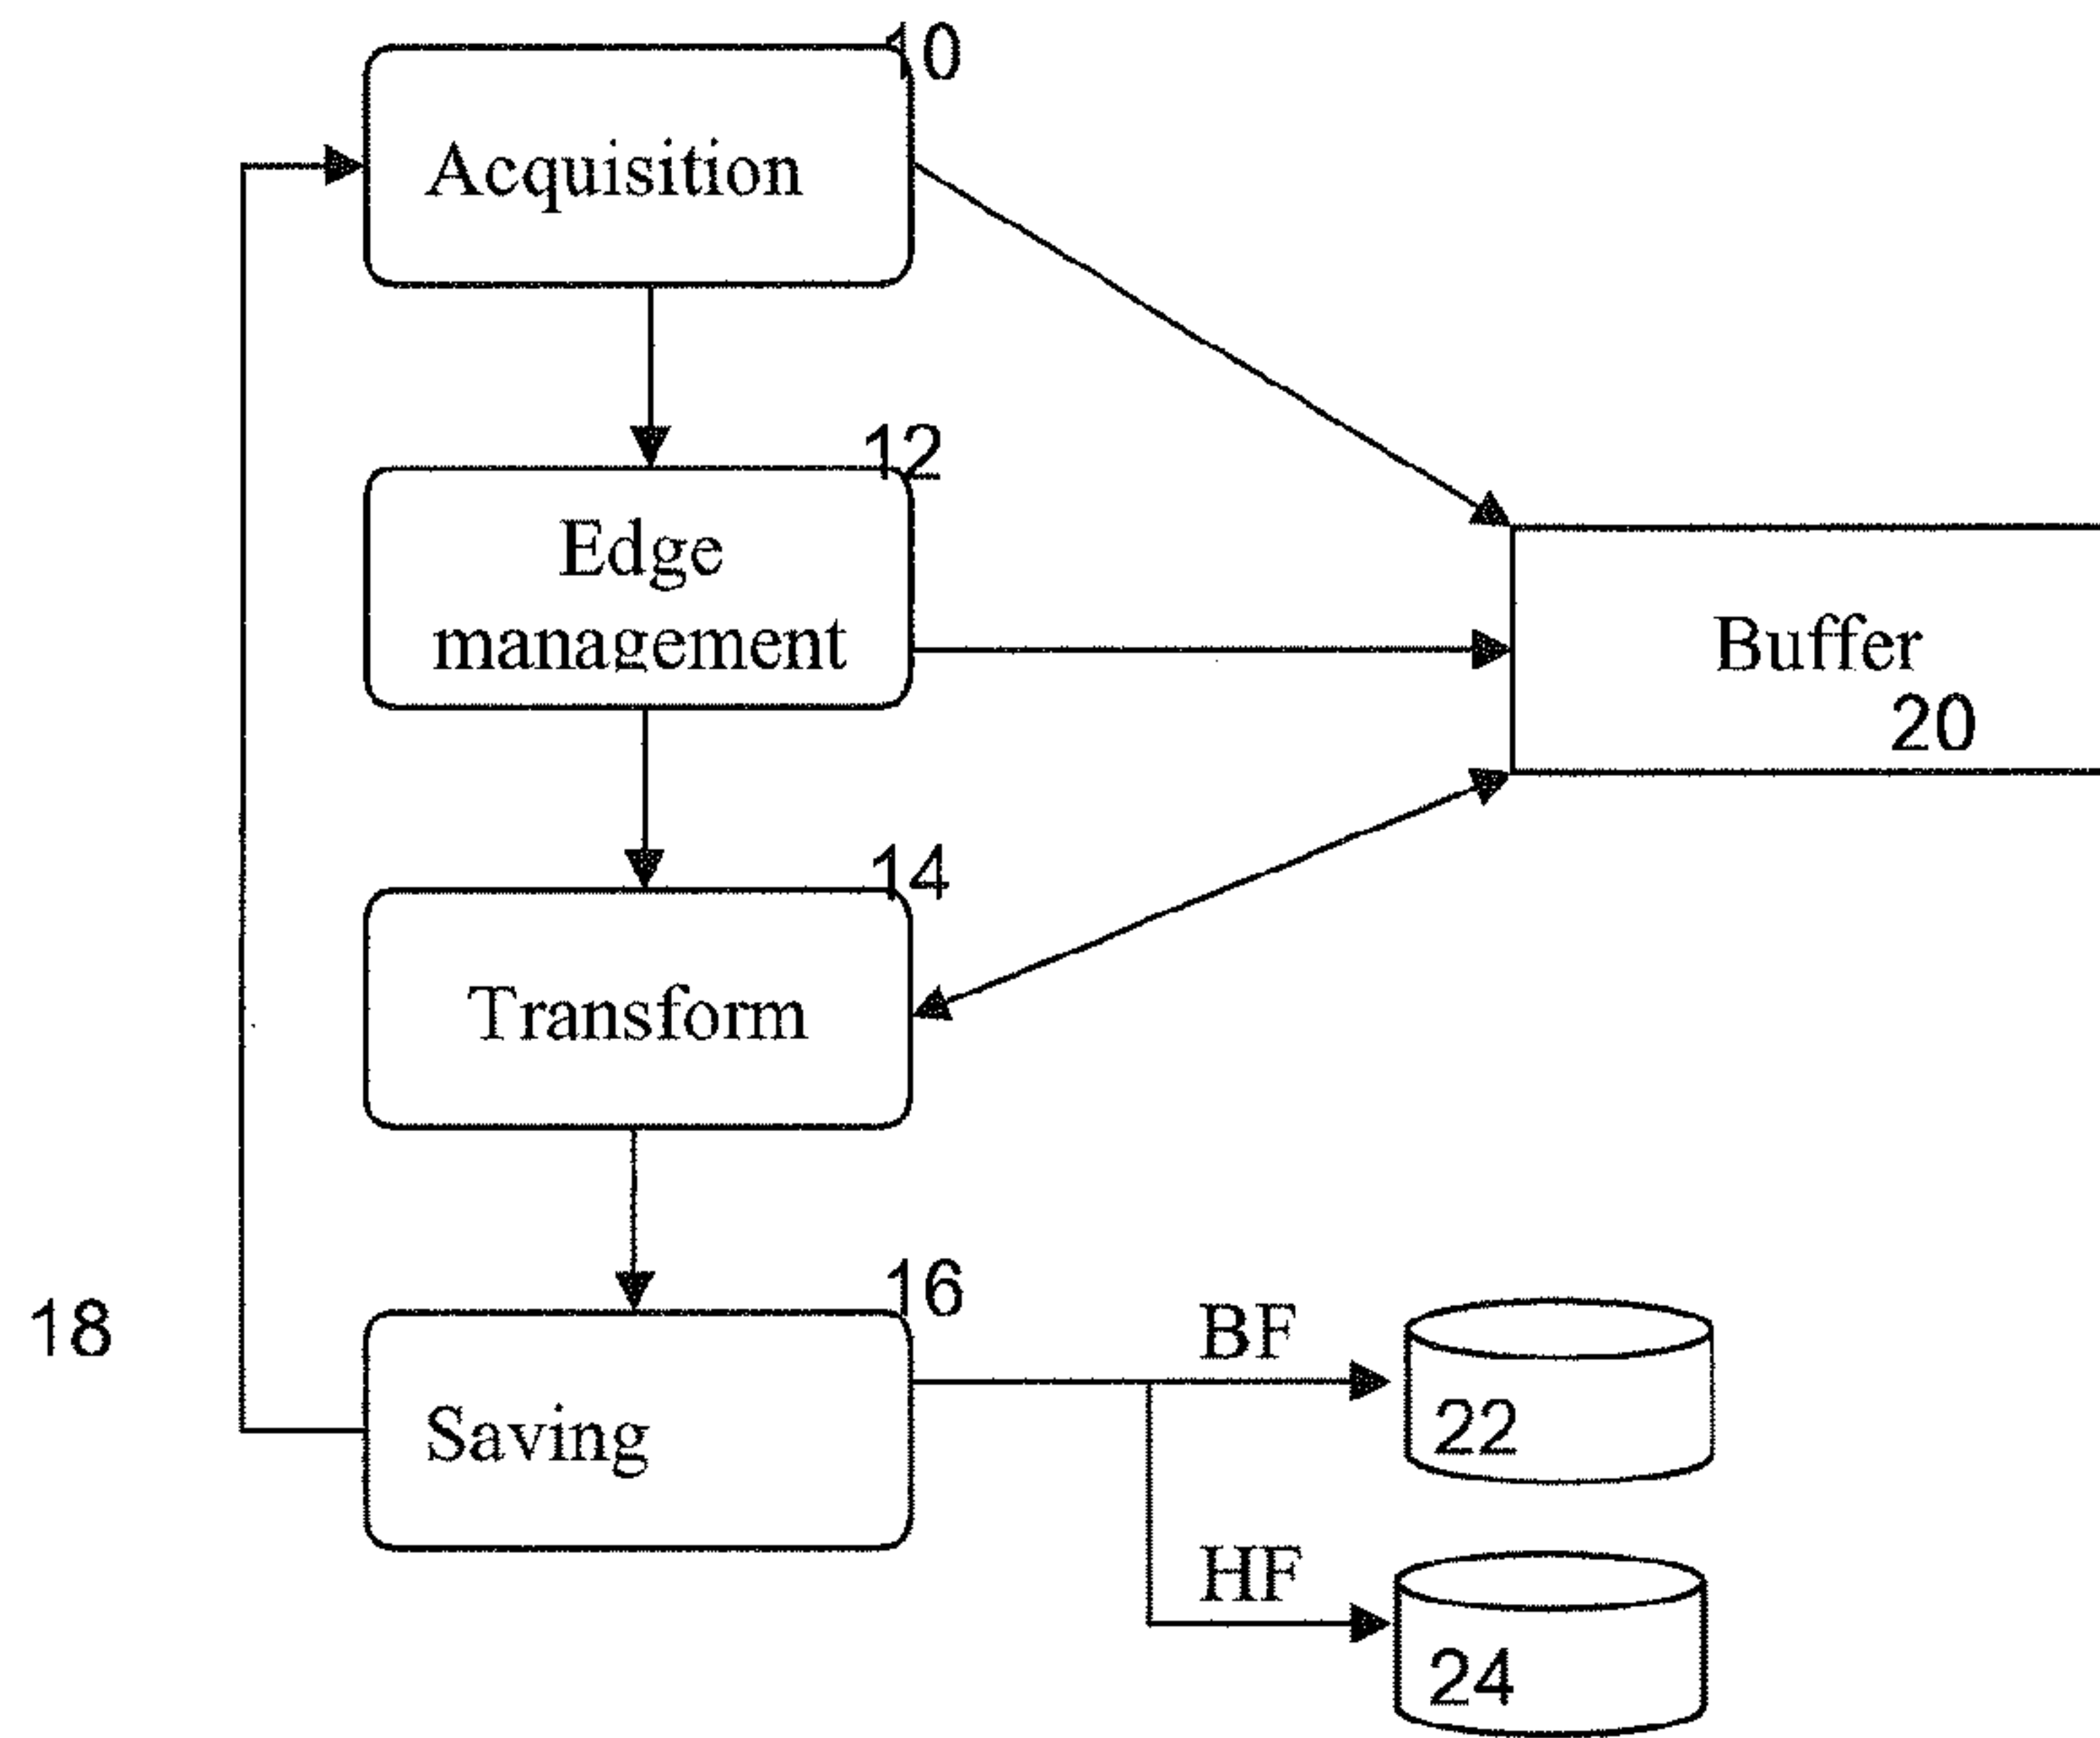 10
Acquisition
12
Edge
management
Buffer
20
14
Transform
16
18
BF
Saving
22
HF
24